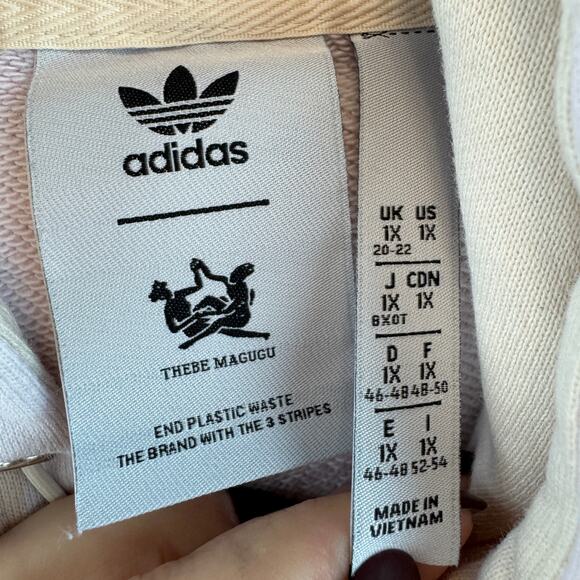 adidas
THEBE MAGUGU
END PLASTIC WASTE
THE BRAND WITH THE 3 STRIPES
UK US
1X 1X
20-22
J CDN
1X 1X
8XOT
D F
1X 1X
46-48 48-50
E I
1X 1X
46-48 52-54
MADE IN
VIETNAM